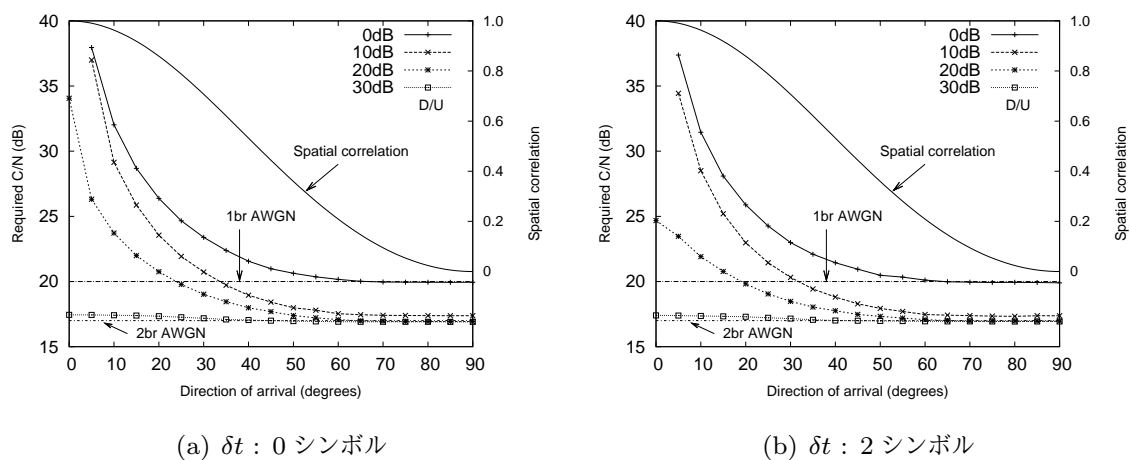 40
35
30
25
20
15
Required C/N (dB)
0 10 20 30 40 50 60 70 80 90
Direction of arrival (degrees)
1.0
0.8
0.6
0.4
0.2
0
Spatial correlation
0dB
10dB
20dB
30dB
D/U
Spatial correlation
1br AWGN
2br AWGN
(a) δt : 0 シンボル
40
35
30
25
20
15
Required C/N (dB)
0 10 20 30 40 50 60 70 80 90
Direction of arrival (degrees)
1.0
0.8
0.6
0.4
0.2
0
Spatial correlation
0dB
10dB
20dB
30dB
D/U
Spatial correlation
1br AWGN
2br AWGN
(b) δt : 2 シンボル